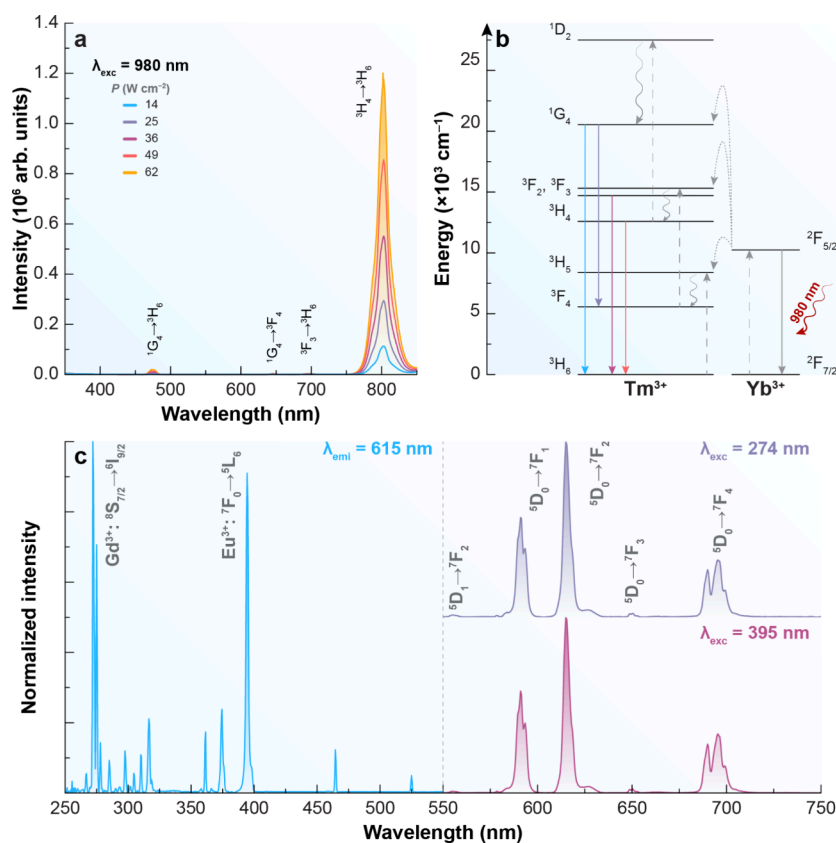 a
λexc = 980 nm
P (W cm⁻²)
14
25
36
49
62
¹G₄→³H₆
¹G₄→³F₄
³F₃→³H₆
³H₄→³H₆
1.4
1.2
1.0
0.8
0.6
0.4
0.2
0.0
Intensity (10⁶ arb. units)
400
500
600
700
800
Wavelength (nm)
b
25
20
15
10
5
0
Energy (×10³ cm⁻¹)
¹D₂
¹G₄
³F₂, ³F₃
³H₄
³H₅
³F₄
³H₆
²F₅/₂
980 nm
²F₇/₂
Tm³⁺
Yb³⁺
c
λemi = 615 nm
λexc = 274 nm
Gd³⁺: ⁸S₇/₂→⁶I₉/₂
Eu³⁺: ⁷F₀→⁵L₆
⁵D₁→⁷F₂
⁵D₀→⁷F₁
⁵D₀→⁷F₂
⁵D₀→⁷F₃
⁵D₀→⁷F₄
λexc = 395 nm
Normalized intensity
250
300
350
400
450
500
550
600
650
700
750
Wavelength (nm)